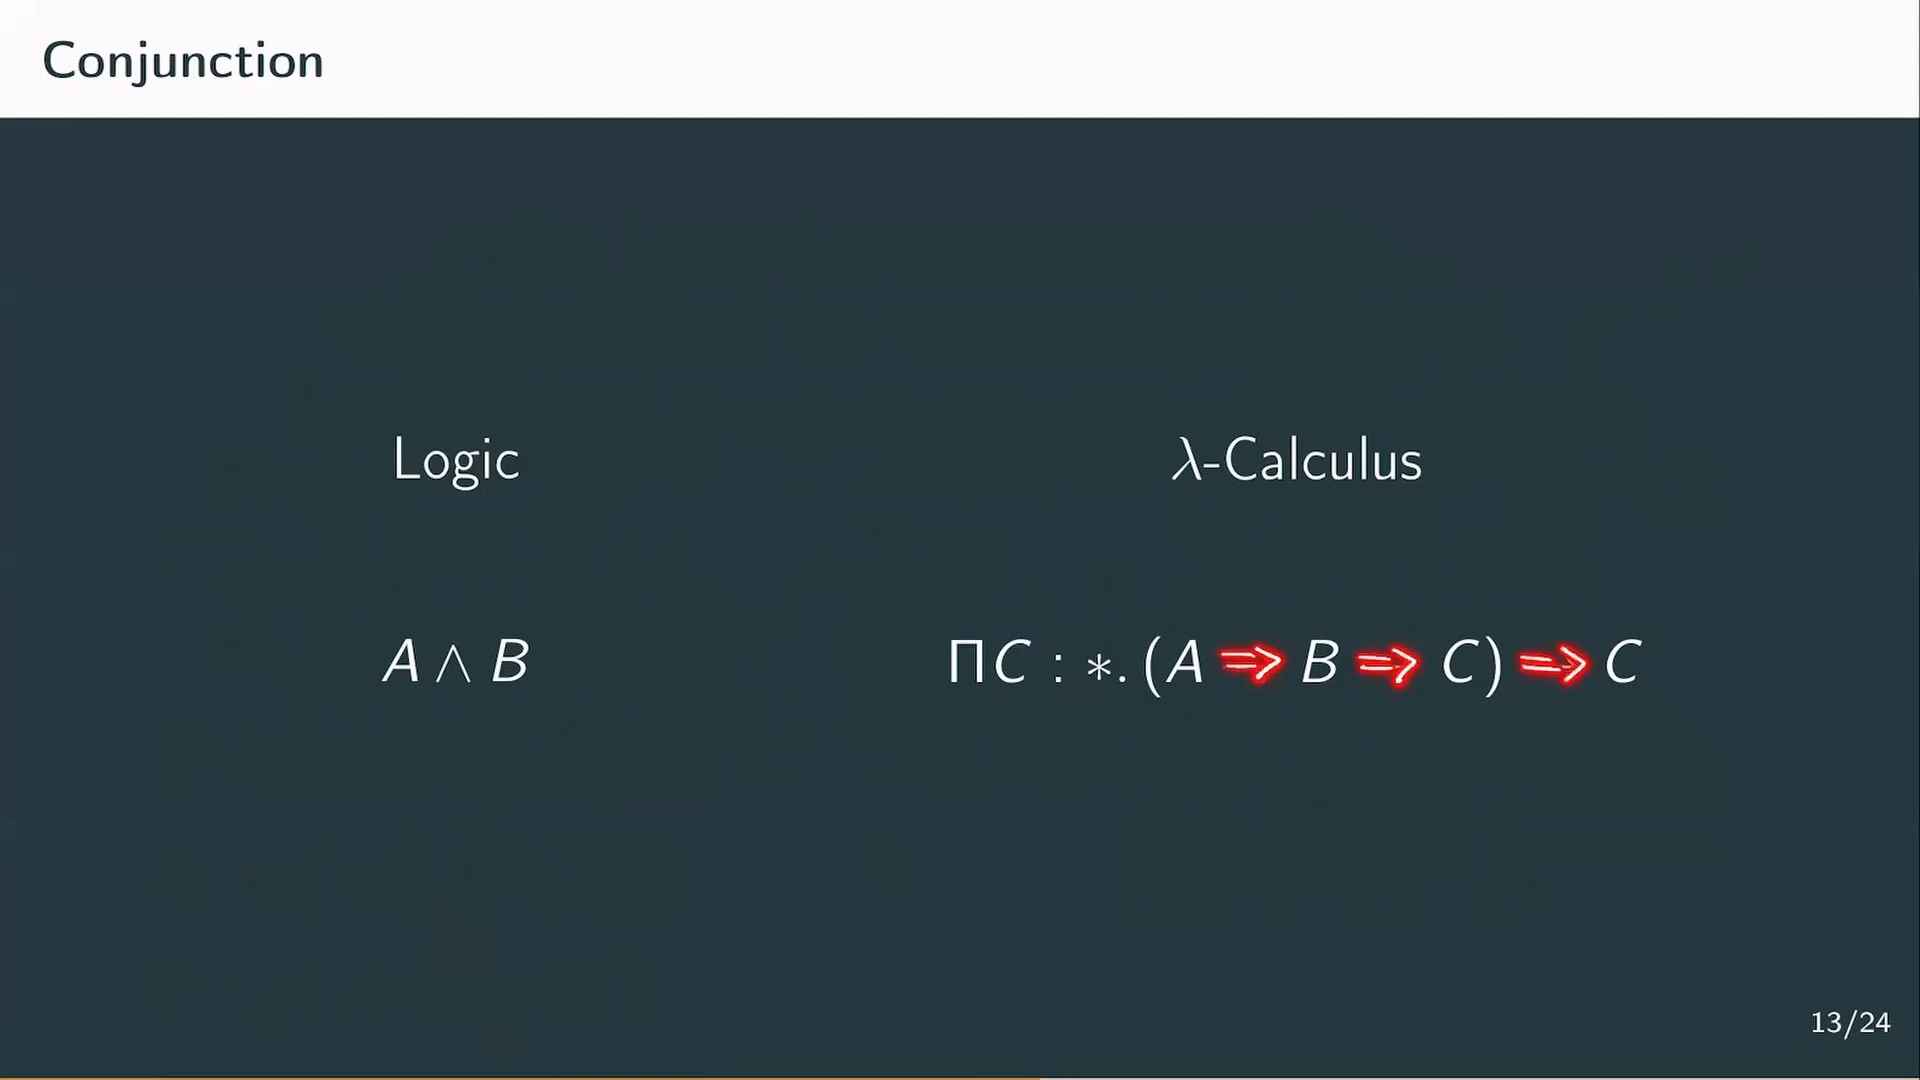 Conjunction
Logic λ-Calculus
A ∧ B ΠC : ∗. (A ⇒ B ⇒ C) ⇒ C
13/24